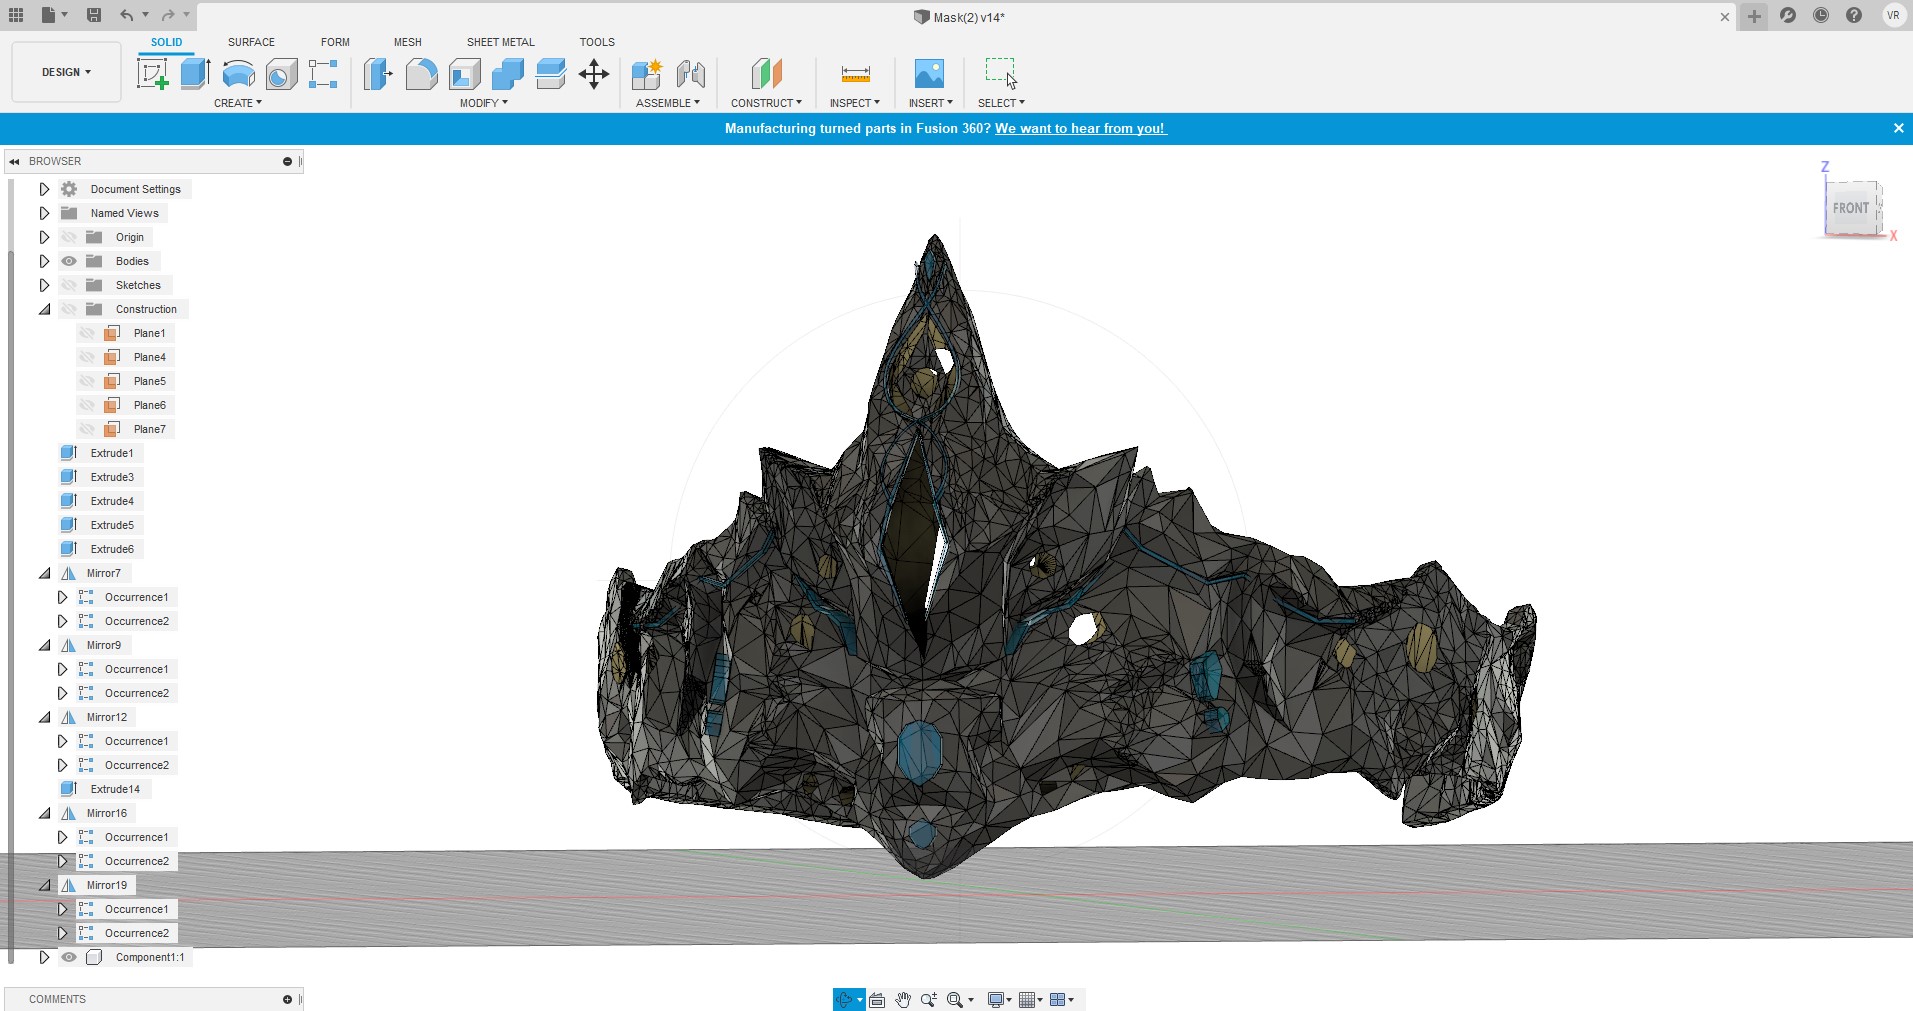 Mask(2) v14*
VR
SOLID
SURFACE
FORM
MESH
SHEET METAL
TOOLS
DESIGN
CREATE
MODIFY
ASSEMBLE
CONSTRUCT
INSPECT
INSERT
SELECT
Manufacturing turned parts in Fusion 360? We want to hear from you!
BROWSER
Document Settings
Named Views
Origin
Bodies
Sketches
Construction
Plane1
Plane4
Plane5
Plane6
Plane7
Extrude1
Extrude3
Extrude4
Extrude5
Extrude6
Mirror7
Occurrence1
Occurrence2
Mirror9
Occurrence1
Occurrence2
Mirror12
Occurrence1
Occurrence2
Extrude14
Mirror16
Occurrence1
Occurrence2
Mirror19
Occurrence1
Occurrence2
Component1:1
Z
FRONT
X
COMMENTS